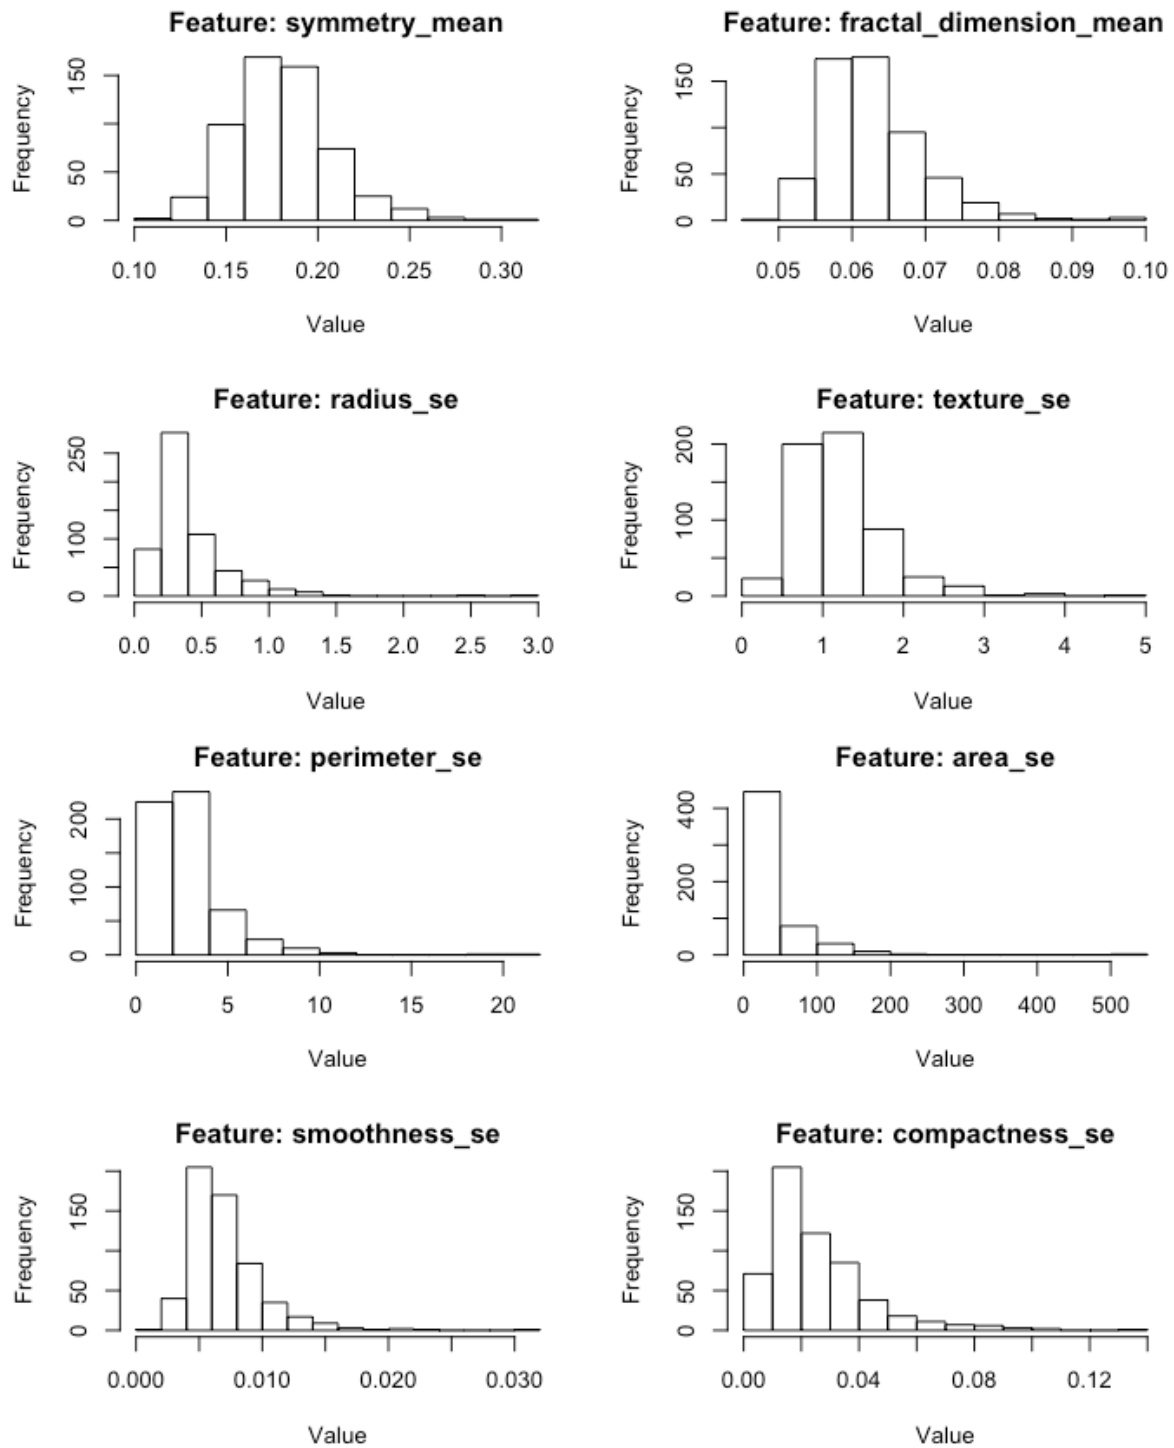 Feature: symmetry_mean
Frequency
0 50 150
0.10 0.15 0.20 0.25 0.30
Value
Feature: fractal_dimension_mean
Frequency
0 50 150
0.05 0.06 0.07 0.08 0.09 0.10
Value
Feature: radius_se
Frequency
0 100 250
0.0 0.5 1.0 1.5 2.0 2.5 3.0
Value
Feature: texture_se
Frequency
0 100 200
0 1 2 3 4 5
Value
Feature: perimeter_se
Frequency
0 100 200
0 5 10 15 20
Value
Feature: area_se
Frequency
0 200 400
0 100 200 300 400 500
Value
Feature: smoothness_se
Frequency
0 50 150
0.000 0.010 0.020 0.030
Value
Feature: compactness_se
Frequency
0 50 150
0.00 0.04 0.08 0.12
Value